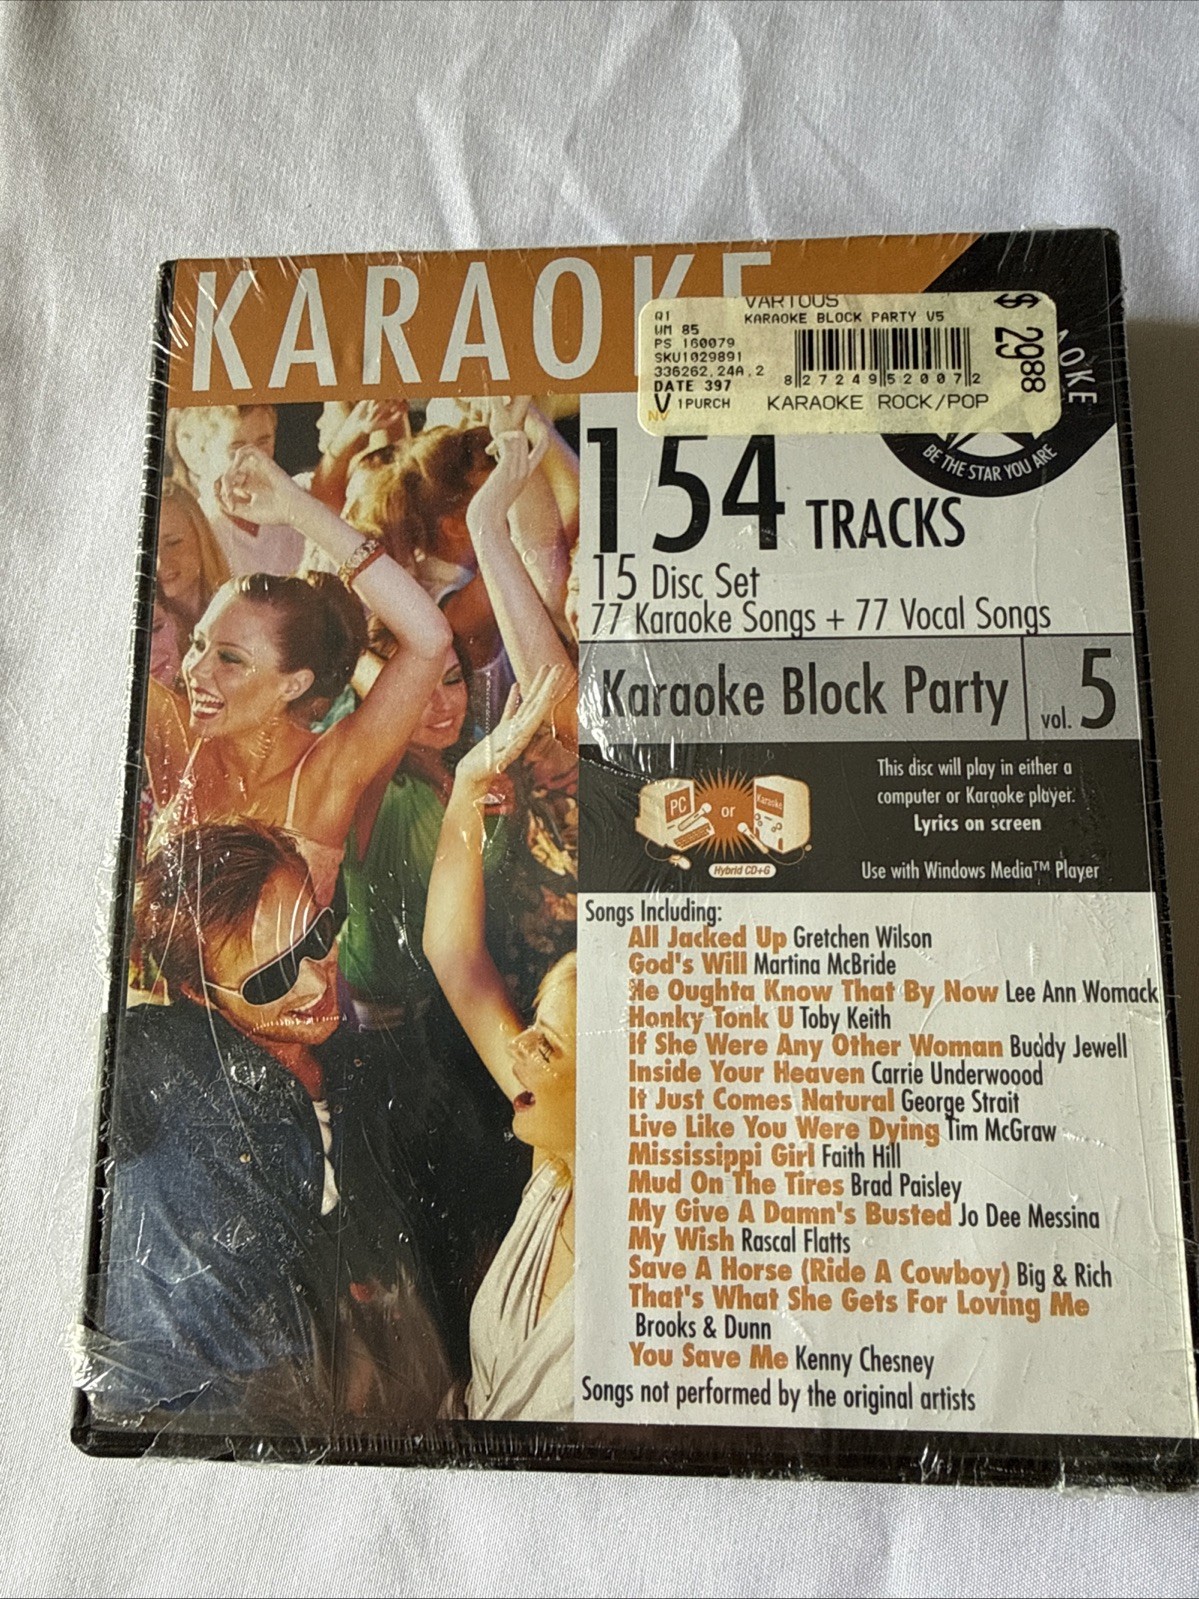 KARAOKE
VARIOUS
A1
KARAOKE BLOCK PARTY V5
WM 85
PS 160079
SKU1029891
336262,24A,2
DATE 397
V 1PURCH
8 27249 52007 2
KARAOKE ROCK/POP
$ 2988
NV
OKE
BE THE STAR YOU ARE
154 TRACKS
15 Disc Set
77 Karaoke Songs + 77 Vocal Songs
Karaoke Block Party vol. 5
This disc will play in either a
computer or Karaoke player.
Lyrics on screen
PC or Karaoke
Hybrid CD+G
Use with Windows Media™ Player
Songs Including:
All Jacked Up Gretchen Wilson
God's Will Martina McBride
He Oughta Know That By Now Lee Ann Womack
Honky Tonk U Toby Keith
If She Were Any Other Woman Buddy Jewell
Inside Your Heaven Carrie Underwoood
It Just Comes Natural George Strait
Live Like You Were Dying Tim McGraw
Mississippi Girl Faith Hill
Mud On The Tires Brad Paisley
My Give A Damn's Busted Jo Dee Messina
My Wish Rascal Flatts
Save A Horse (Ride A Cowboy) Big & Rich
That's What She Gets For Loving Me
Brooks & Dunn
You Save Me Kenny Chesney
Songs not performed by the original artists